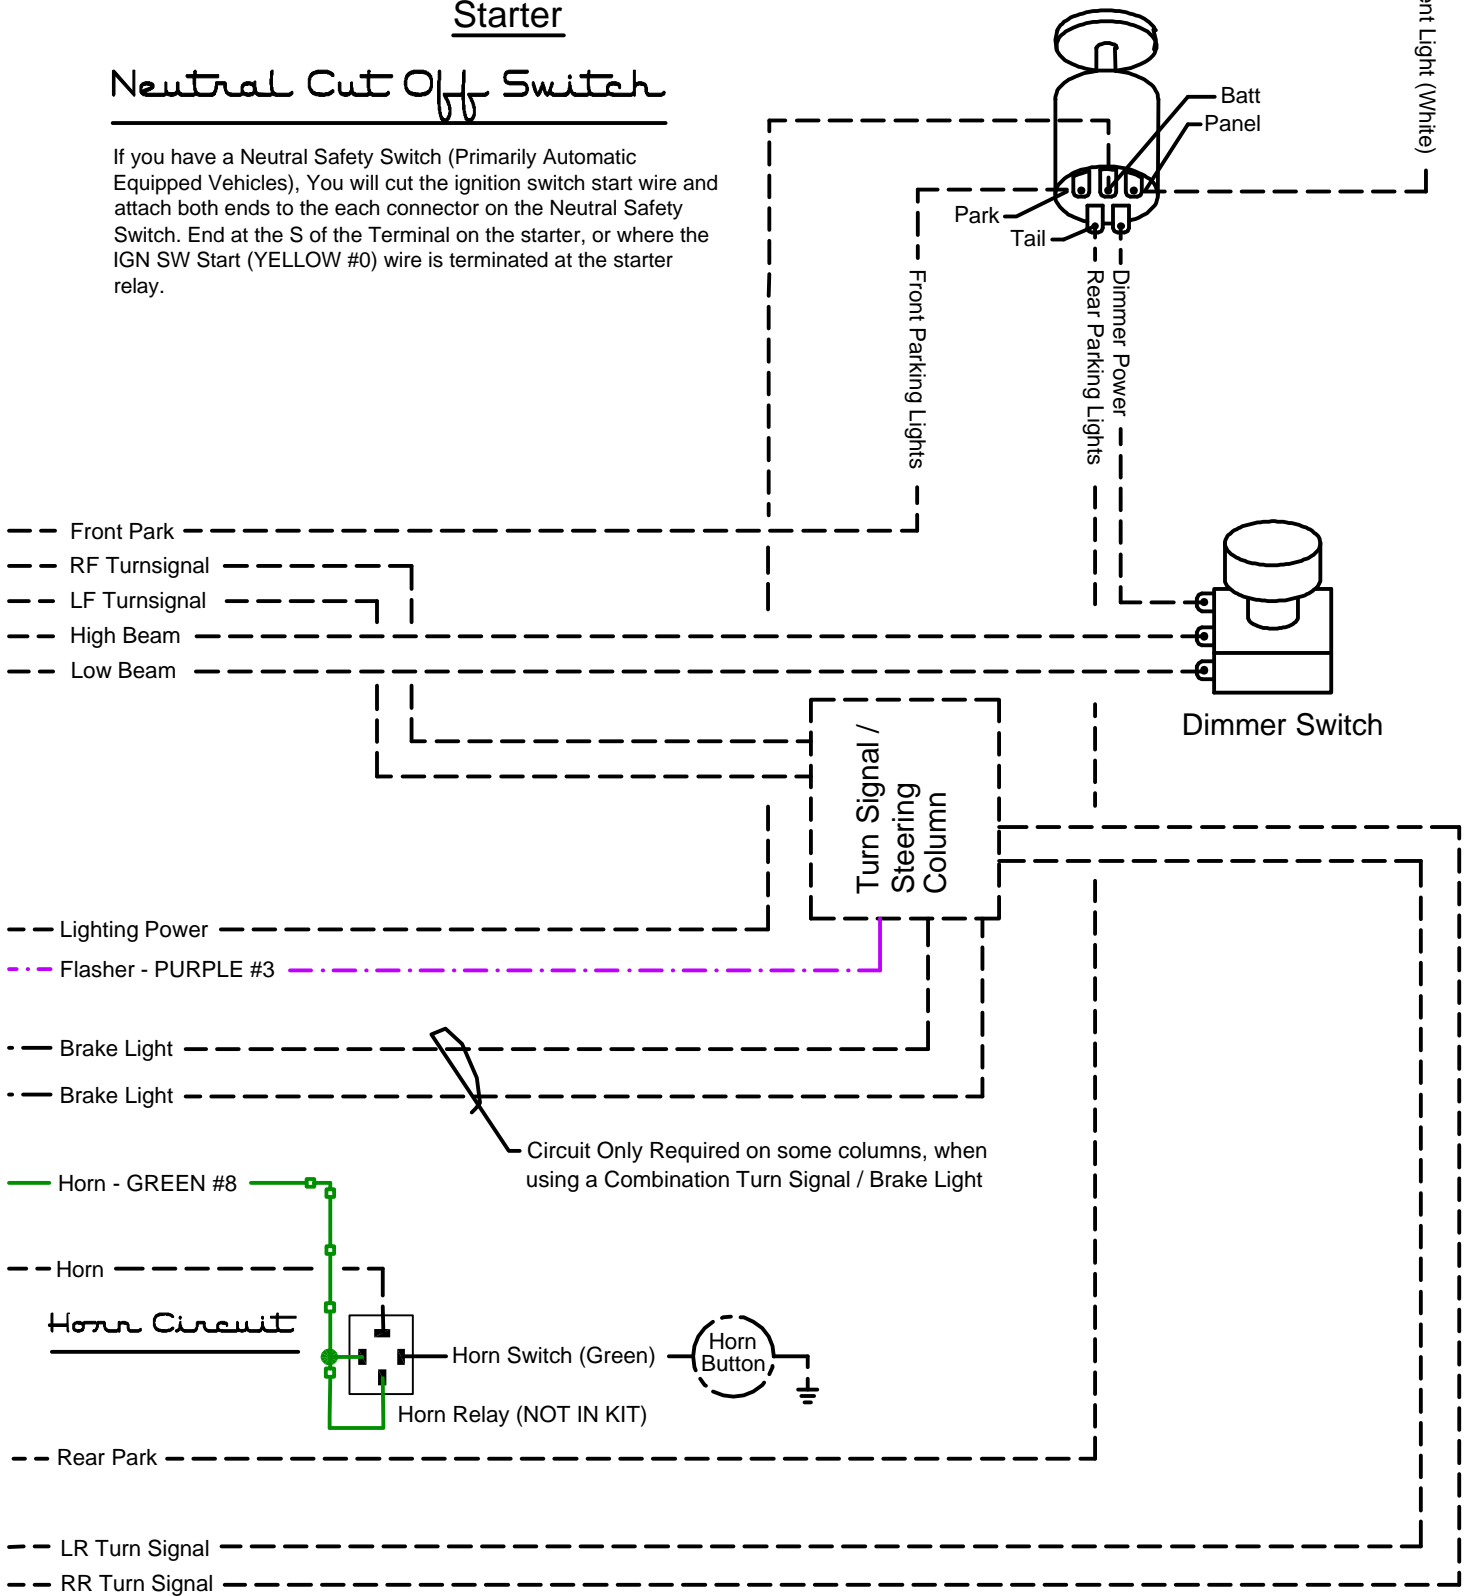 Starter
Neutral Cut Off Switch
If you have a Neutral Safety Switch (Primarily Automatic
Equipped Vehicles), You will cut the ignition switch start wire and
attach both ends to the each connector on the Neutral Safety
Switch. End at the S of the Terminal on the starter, or where the
IGN SW Start (YELLOW #0) wire is terminated at the starter
relay.
Light (White)
Batt
Panel
Park
Tail
Front Parking Lights
Rear Parking Lights
Dimmer Power
Front Park
RF Turnsignal
LF Turnsignal
High Beam
Low Beam
Dimmer Switch
Turn Signal /
Steering
Column
Lighting Power
Flasher - PURPLE #3
Brake Light
Brake Light
Circuit Only Required on some columns, when
using a Combination Turn Signal / Brake Light
Horn - GREEN #8
Horn
Horn Circuit
Horn Switch (Green)
Horn
Button
Horn Relay (NOT IN KIT)
Rear Park
LR Turn Signal
RR Turn Signal